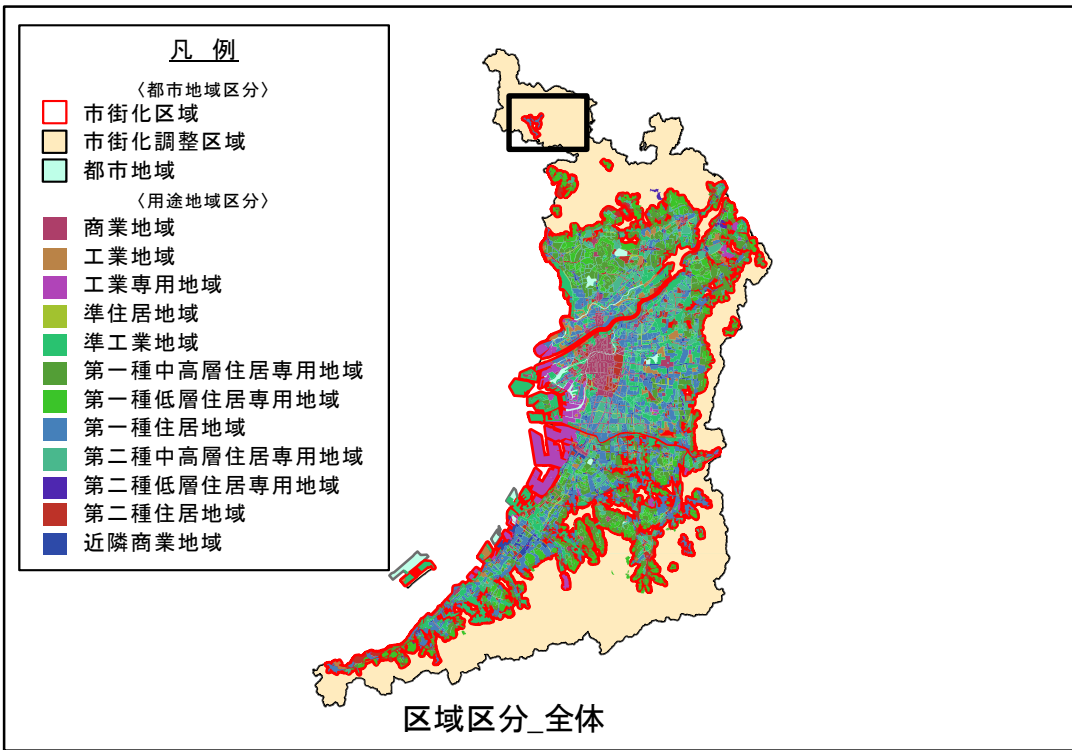 凡 例
〈都市地域区分〉
市街化区域
市街化調整区域
都市地域
〈用途地域区分〉
商業地域
工業地域
工業専用地域
準住居地域
準工業地域
第一種中高層住居専用地域
第一種低層住居専用地域
第一種住居地域
第二種中高層住居専用地域
第二種低層住居専用地域
第二種住居地域
近隣商業地域
区域区分_全体